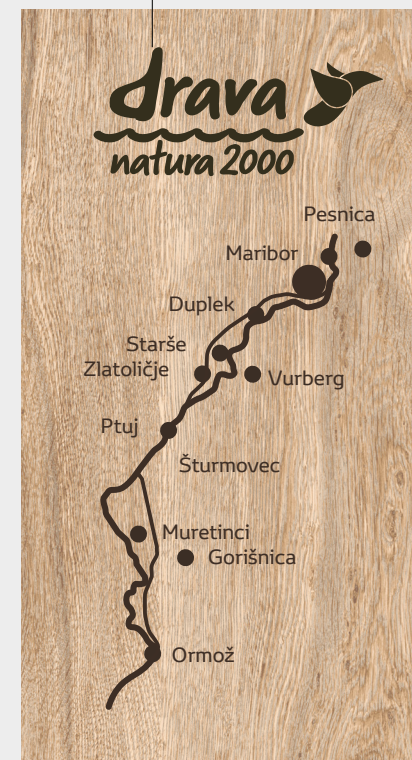 drava
natura 2000
Pesnica
Maribor
Duplek
Starše
Zlatoličje
Vurberg
Ptuj
Šturmovec
Muretinci
Gorišnica
Ormož